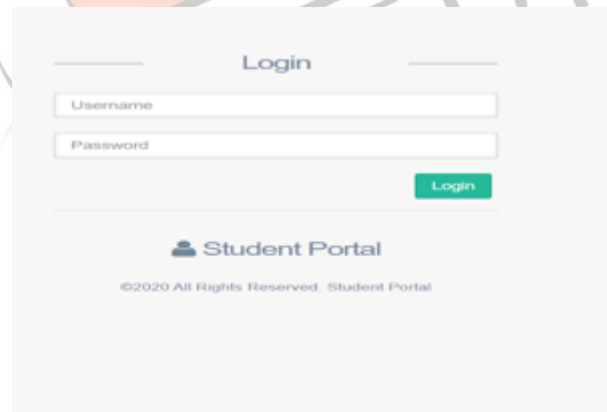 Login
Username
Password
Login
Student Portal
©2020 All Rights Reserved. Student Portal